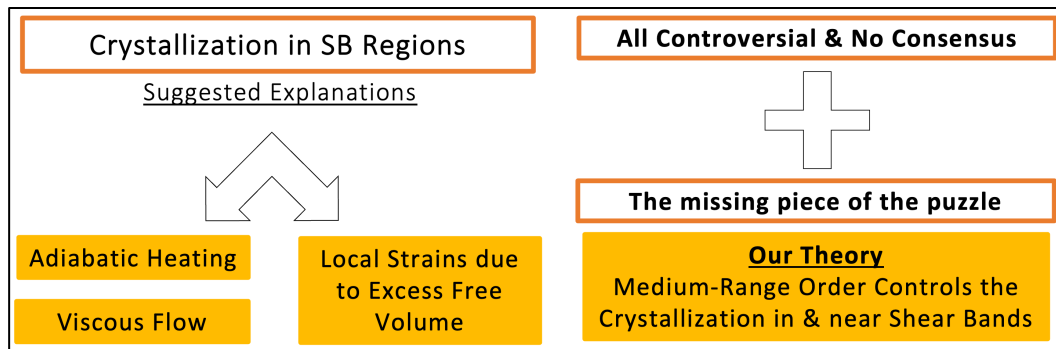 Crystallization in SB Regions
Suggested Explanations
Adiabatic Heating
Viscous Flow
Local Strains due
to Excess Free
Volume
All Controversial & No Consensus
The missing piece of the puzzle
Our Theory
Medium-Range Order Controls the
Crystallization in & near Shear Bands